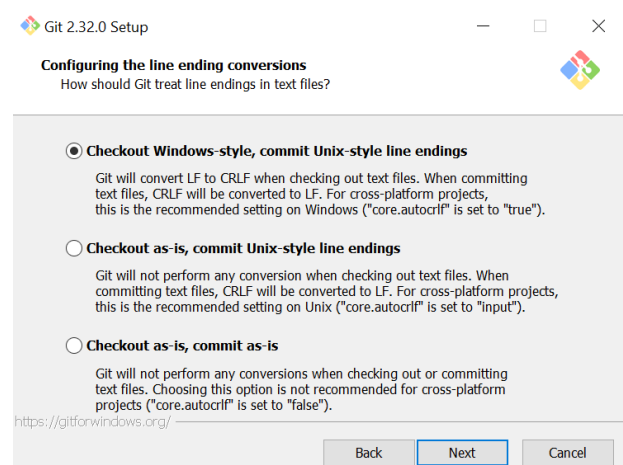 Git 2.32.0 Setup
Configuring the line ending conversions
How should Git treat line endings in text files?
Checkout Windows-style, commit Unix-style line endings
Git will convert LF to CRLF when checking out text files. When committing
text files, CRLF will be converted to LF. For cross-platform projects,
this is the recommended setting on Windows ("core.autocrlf" is set to "true").
Checkout as-is, commit Unix-style line endings
Git will not perform any conversion when checking out text files. When
committing text files, CRLF will be converted to LF. For cross-platform projects,
this is the recommended setting on Unix ("core.autocrlf" is set to "input").
Checkout as-is, commit as-is
Git will not perform any conversions when checking out or committing
text files. Choosing this option is not recommended for cross-platform
projects ("core.autocrlf" is set to "false").
https://gitforwindows.org/
Back Next Cancel